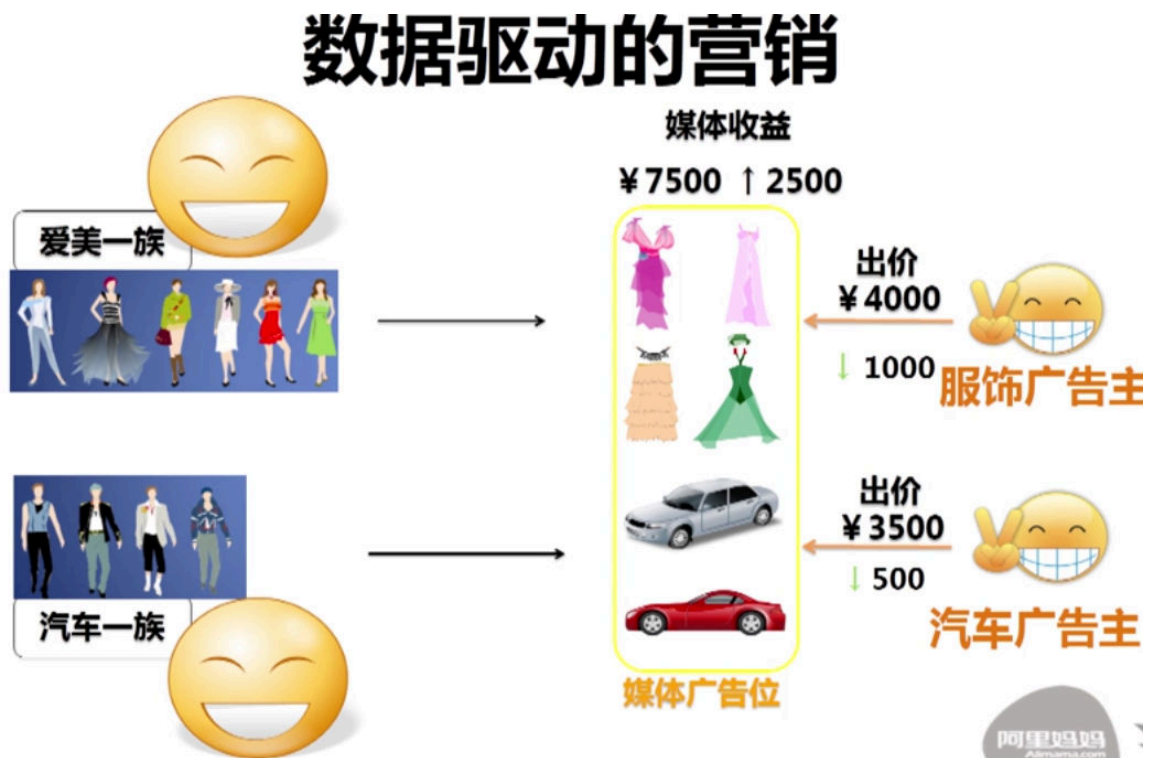 数据驱动的营销
媒体收益
¥7500 ↑2500
爱美一族
出价
¥4000
↓ 1000
服饰广告主
出价
¥3500
↓ 500
汽车一族
汽车广告主
媒体广告位
阿里妈妈
Alimama.com